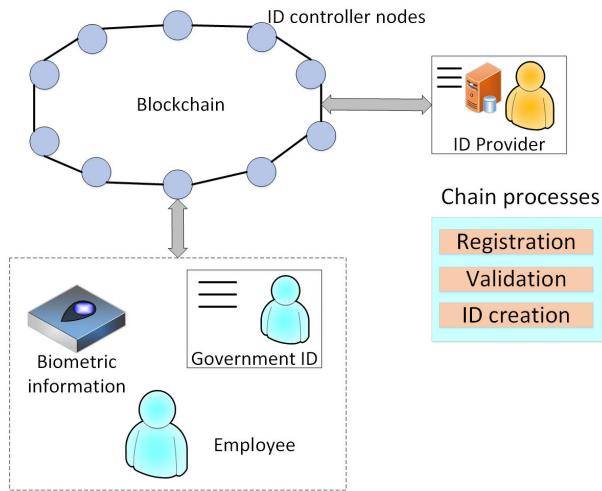 ID controller nodes
Blockchain
ID Provider
Chain processes
Registration
Validation
ID creation
Government ID
Biometric
information
Employee